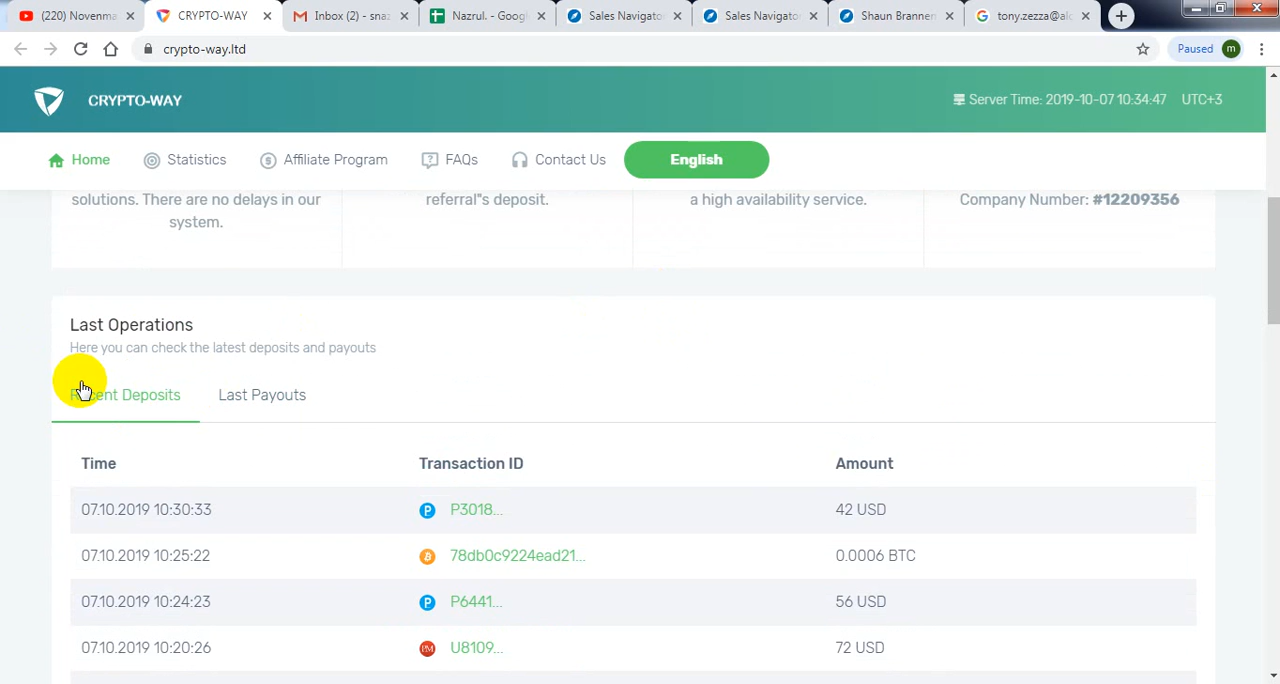 (220) Novenma
CRYPTO-WAY
Inbox (2) - snaz
Nazrul. - Googl
Sales Navigato
Sales Navigato
Shaun Brannen
tony.zezza@al
crypto-way.ltd
Paused
m
CRYPTO-WAY
Server Time: 2019-10-07 10:34:47 UTC+3
Home
Statistics
Affiliate Program
FAQs
Contact Us
English
solutions. There are no delays in our
system.
referral"s deposit.
a high availability service.
Company Number: #12209356
Last Operations
Here you can check the latest deposits and payouts
Recent Deposits
Last Payouts
Time Transaction ID Amount
07.10.2019 10:30:33 P3018... 42 USD
07.10.2019 10:25:22 78db0c9224ead21... 0.0006 BTC
07.10.2019 10:24:23 P6441... 56 USD
07.10.2019 10:20:26 U8109... 72 USD